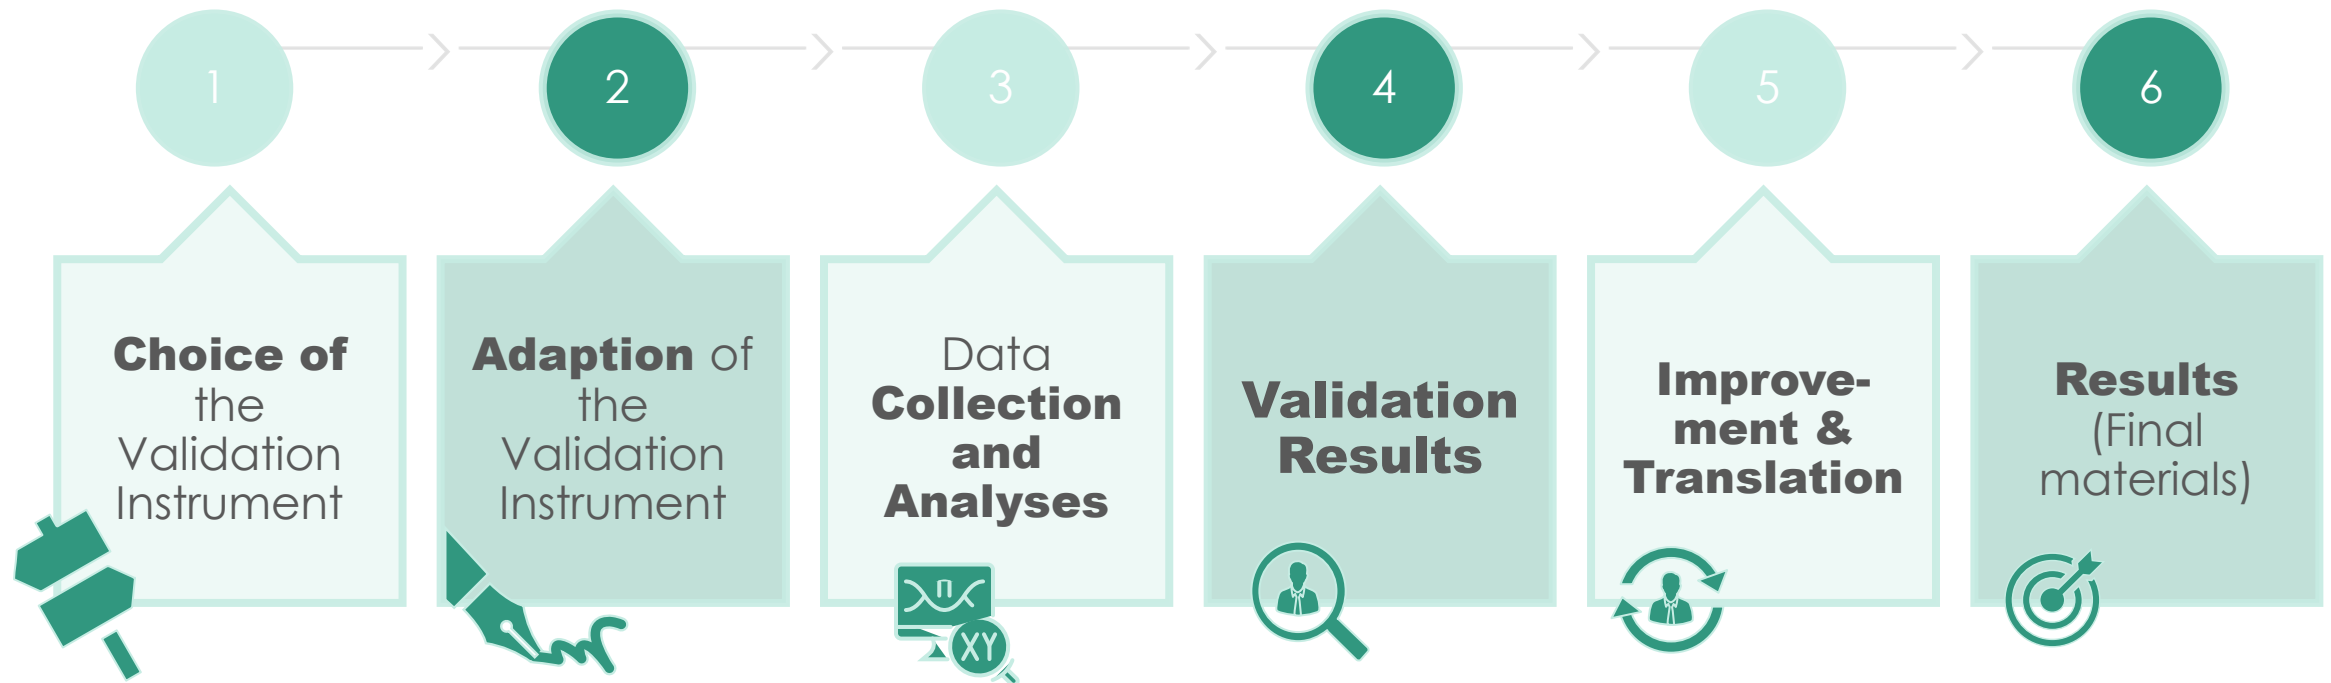 1
2
3
4
5
6
Choice of
the
Validation
Instrument
Adaption of
the
Validation
Instrument
Data
Collection
and
Analyses
Validation
Results
Improve-
ment &
Translation
Results
(Final
materials)
XY